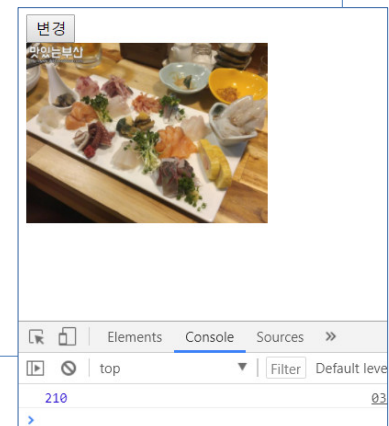 변경
맛있는부산
Elements Console Sources »
top ▼ Filter Default leve
210 03
>